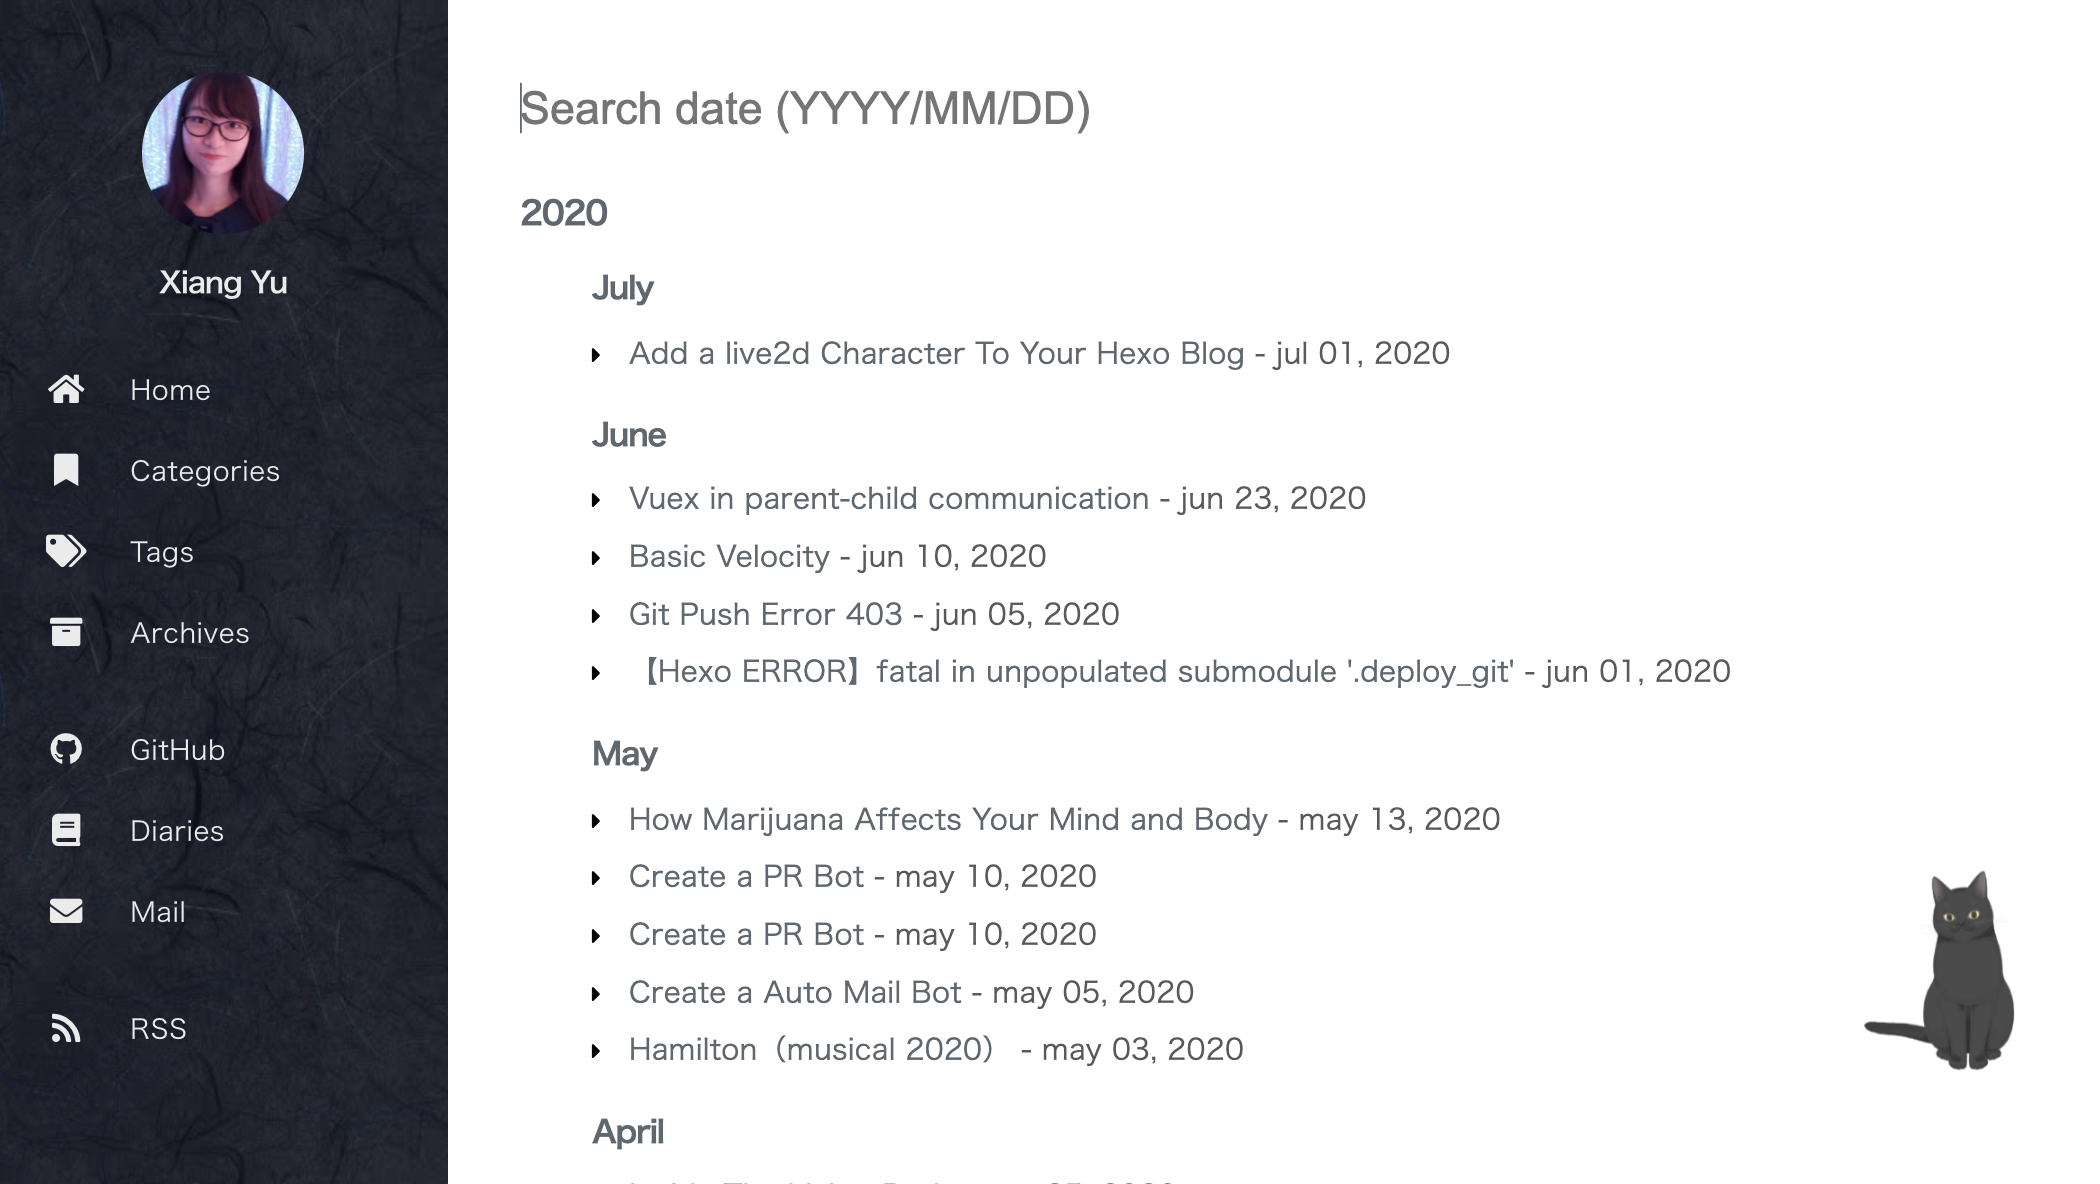 Xiang Yu
Home
Categories
Tags
Archives
GitHub
Diaries
Mail
RSS
Search date (YYYY/MM/DD)
2020
July
Add a live2d Character To Your Hexo Blog - jul 01, 2020
June
Vuex in parent-child communication - jun 23, 2020
Basic Velocity - jun 10, 2020
Git Push Error 403 - jun 05, 2020
【Hexo ERROR】fatal in unpopulated submodule '.deploy_git' - jun 01, 2020
May
How Marijuana Affects Your Mind and Body - may 13, 2020
Create a PR Bot - may 10, 2020
Create a PR Bot - may 10, 2020
Create a Auto Mail Bot - may 05, 2020
Hamilton（musical 2020） - may 03, 2020
April